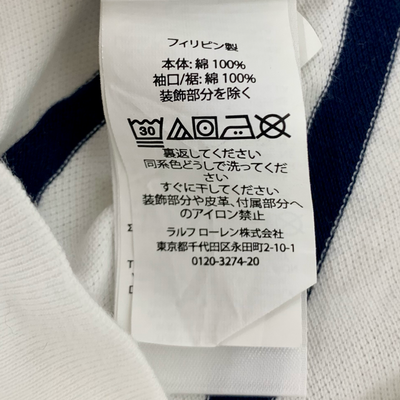 フィリピン製
本体: 綿 100%
袖口/裾: 綿 100%
装飾部分を除く
30
裏返してください
同系色どうしで洗ってくだ
さい
すぐに干してください
装飾部分や皮革、付属部分へ
のアイロン禁止
ラルフ ローレン株式会社
東京都千代田区永田町2-10-1
0120-3274-20